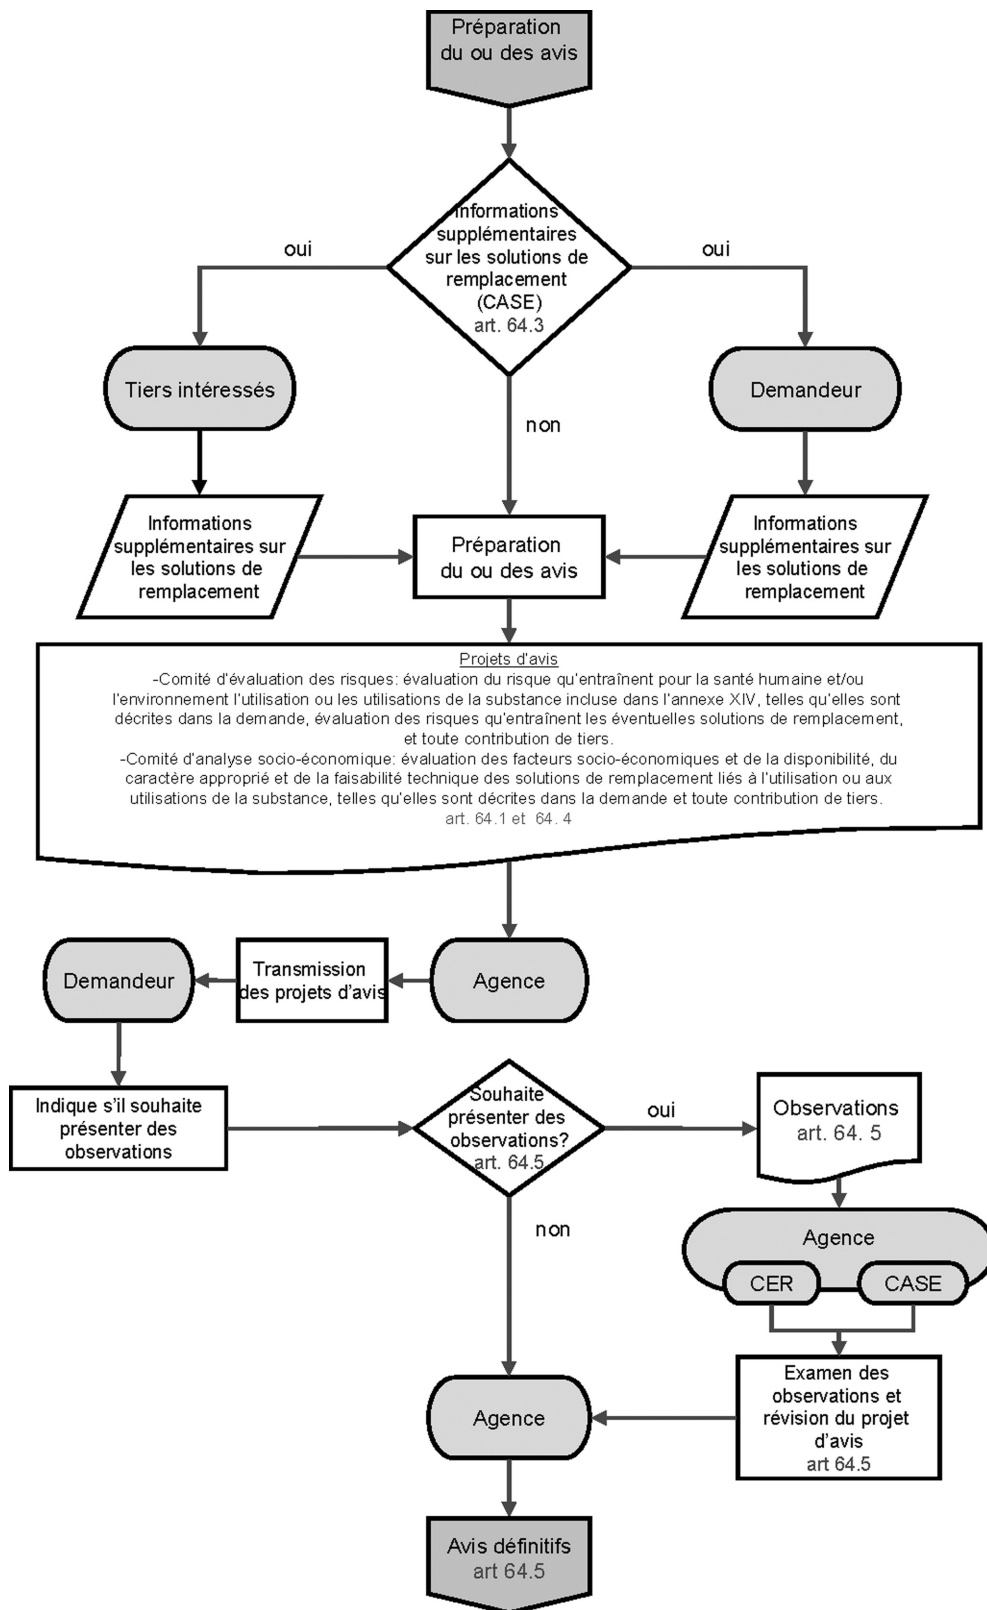 Préparation
du ou des avis
Informations
supplémentaires
sur les solutions de
remplacement
(CASE)
art. 64.3
oui
oui
Tiers intéressés
Demandeur
non
Informations
supplémentaires sur
les solutions de
remplacement
Préparation
du ou des avis
Informations
supplémentaires sur
les solutions de
remplacement
Projets d'avis
-Comité d'évaluation des risques: évaluation du risque qu'entraînent pour la santé humaine et/ou
l'environnement l'utilisation ou les utilisations de la substance incluse dans l'annexe XIV, telles qu'elles sont
décrites dans la demande, évaluation des risques qu'entraînent les éventuelles solutions de remplacement,
et toute contribution de tiers.
-Comité d'analyse socio-économique: évaluation des facteurs socio-économiques et de la disponibilité, du
caractère approprié et de la faisabilité technique des solutions de remplacement liés à l'utilisation ou aux
utilisations de la substance, telles qu'elles sont décrites dans la demande et toute contribution de tiers.
art. 64.1 et 64. 4
Demandeur
Transmission
des projets d'avis
Agence
Indique s'il souhaite
présenter des
observations
Souhaite
présenter des
observations?
art. 64.5
oui
Observations
art. 64. 5
non
Agence
CER
CASE
Examen des
observations et
révision du projet
d'avis
art 64.5
Agence
Avis définitifs
art 64.5